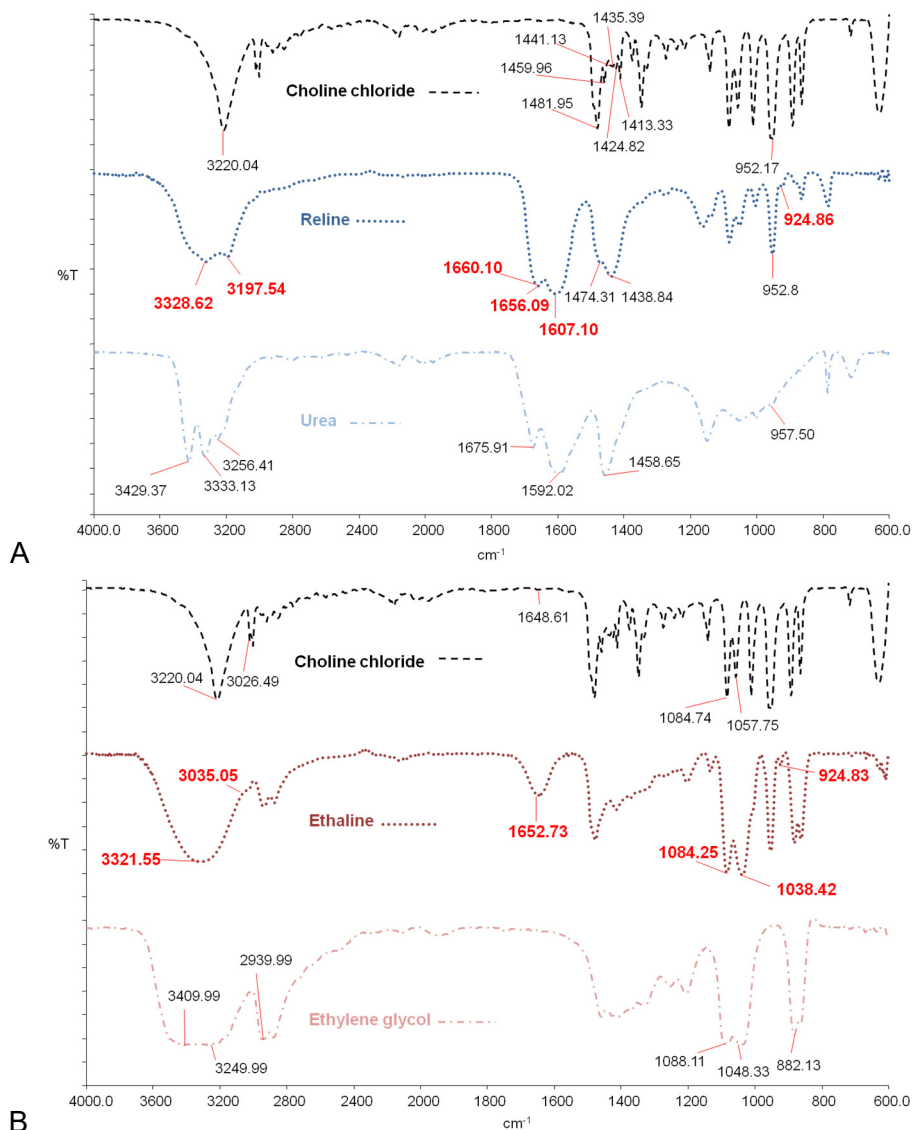 1435.39
1441.13
1459.96
Choline chloride
1481.95
1413.33
1424.82
3220.04
952.17
Reline
924.86
%T
3197.54
3328.62
1660.10
1656.09
1607.10
1474.31
1438.84
952.8
Urea
3256.41
3333.13
3429.37
1675.91
1592.02
1458.65
957.50
4000.0 3600 3200 2800 2400 2000 1600 1400 1200 1000 800 600.0
cm-1
A
1648.61
Choline chloride
3220.04
3026.49
1084.74
1057.75
3035.05
924.83
Ethaline
%T
3321.55
1652.73
1084.25
1038.42
2939.99
3409.99
Ethylene glycol
3249.99
1088.11
1048.33
882.13
4000.0 3600 3200 2800 2400 2000 1600 1400 1200 1000 800 600.0
cm-1
B